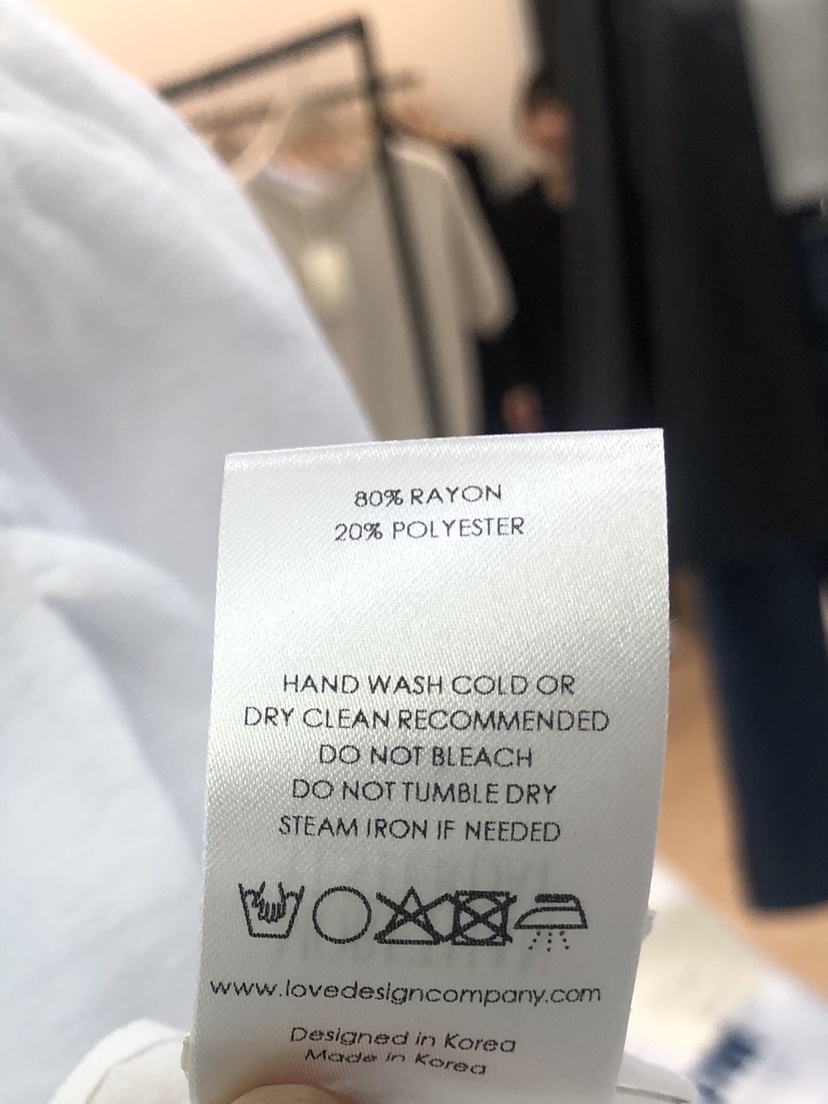 80% RAYON
20% POLYESTER
HAND WASH COLD OR
DRY CLEAN RECOMMENDED
DO NOT BLEACH
DO NOT TUMBLE DRY
STEAM IRON IF NEEDED
www.lovedesigncompany.com
Designed in Korea
Made in Korea